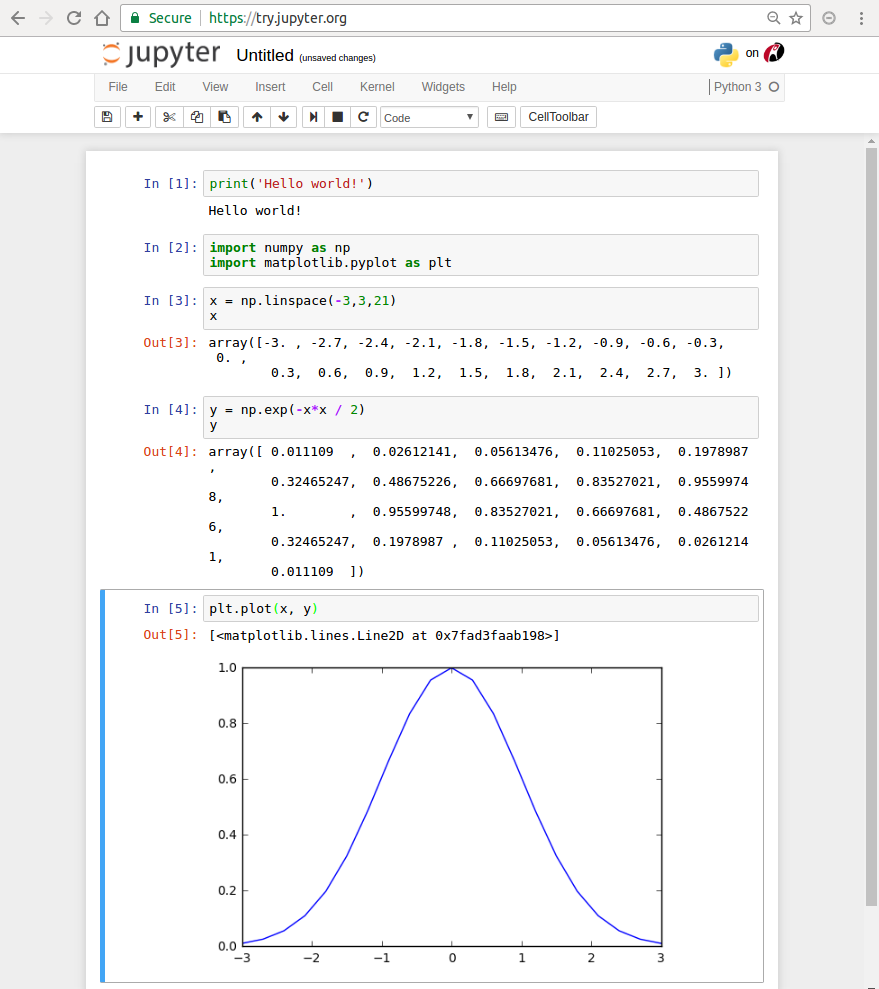 Secure https://try.jupyter.org
jupyter Untitled (unsaved changes) on
File Edit View Insert Cell Kernel Widgets Help Python 3
Code CellToolbar
In [1]: print('Hello world!')
Hello world!
In [2]: import numpy as np
import matplotlib.pyplot as plt
In [3]: x = np.linspace(-3,3,21)
x
Out[3]: array([-3. , -2.7, -2.4, -2.1, -1.8, -1.5, -1.2, -0.9, -0.6, -0.3,
0. ,
0.3, 0.6, 0.9, 1.2, 1.5, 1.8, 2.1, 2.4, 2.7, 3. ])
In [4]: y = np.exp(-x*x / 2)
y
Out[4]: array([ 0.011109 , 0.02612141, 0.05613476, 0.11025053, 0.1978987
,
0.32465247, 0.48675226, 0.66697681, 0.83527021, 0.9559974
8,
1. , 0.95599748, 0.83527021, 0.66697681, 0.4867522
6,
0.32465247, 0.1978987 , 0.11025053, 0.05613476, 0.0261214
1,
0.011109 ])
In [5]: plt.plot(x, y)
Out[5]: [<matplotlib.lines.Line2D at 0x7fad3faab198>]
1.0
0.8
0.6
0.4
0.2
0.0
−3 −2 −1 0 1 2 3